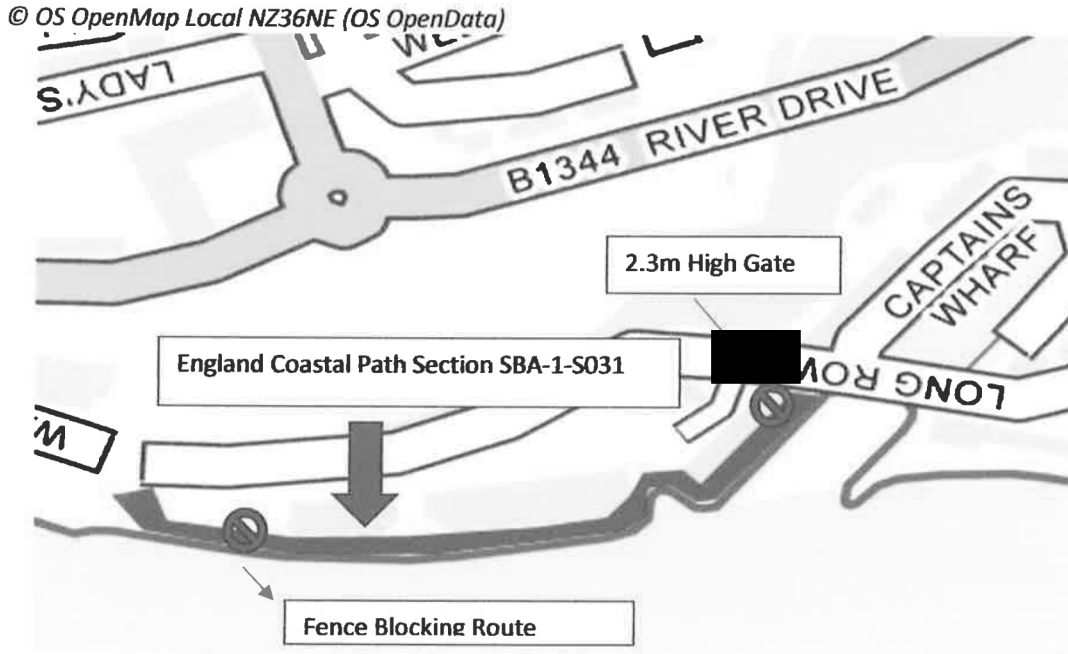 © OS OpenMap Local NZ36NE (OS OpenData)
LADY'S
B1344 RIVER DRIVE
2.3m High Gate
CAPTAINS
WHARF
England Coastal Path Section SBA-1-S031
LONG ROW
Fence Blocking Route